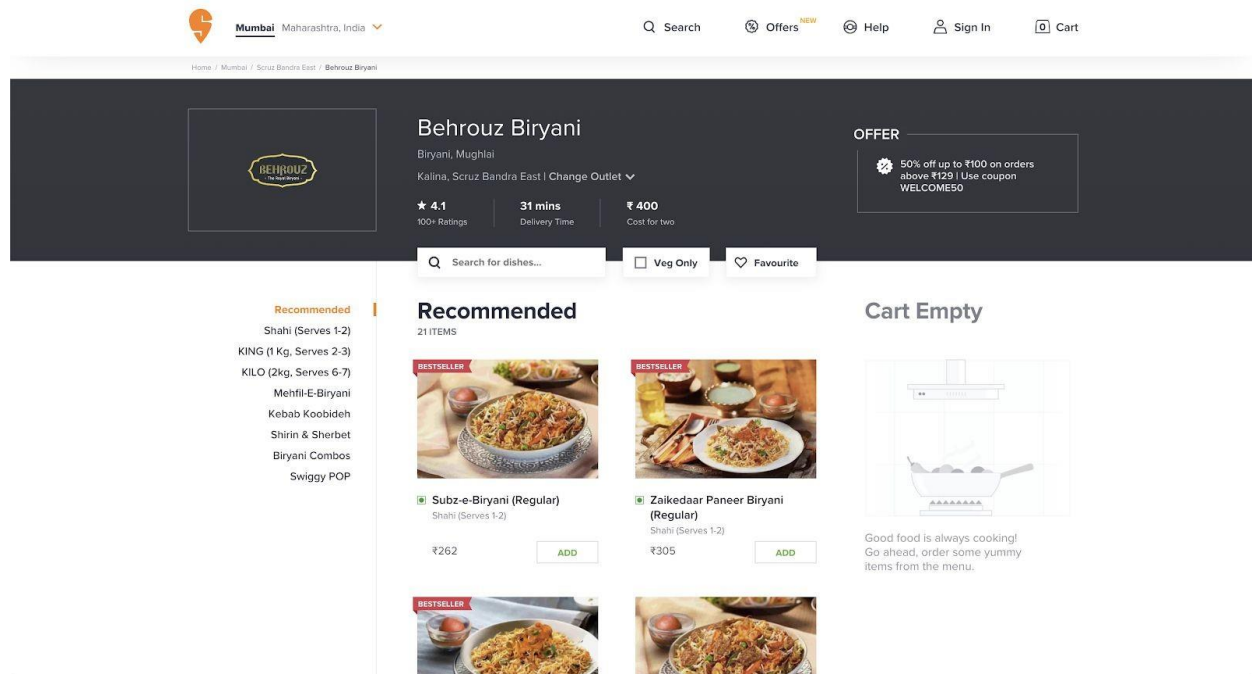 Mumbai Maharashtra, India
Search
Offers NEW
Help
Sign In
0 Cart
Home / Mumbai / Scruz Bandra East / Behrouz Biryani
BEHROUZ
The Royal Biryani
Behrouz Biryani
Biryani, Mughlai
Kalina, Scruz Bandra East | Change Outlet
★ 4.1
100+ Ratings
31 mins
Delivery Time
₹ 400
Cost for two
OFFER
50% off up to ₹100 on orders
above ₹129 | Use coupon
WELCOME50
Search for dishes...
Veg Only
Favourite
Recommended
Shahi (Serves 1-2)
KING (1 Kg, Serves 2-3)
KILO (2kg, Serves 6-7)
Mehfil-E-Biryani
Kebab Koobideh
Shirin & Sherbet
Biryani Combos
Swiggy POP
Recommended
21 ITEMS
BESTSELLER
Subz-e-Biryani (Regular)
Shahi (Serves 1-2)
₹262
ADD
BESTSELLER
Zaikedaar Paneer Biryani
(Regular)
Shahi (Serves 1-2)
₹305
ADD
BESTSELLER
Cart Empty
Good food is always cooking!
Go ahead, order some yummy
items from the menu.